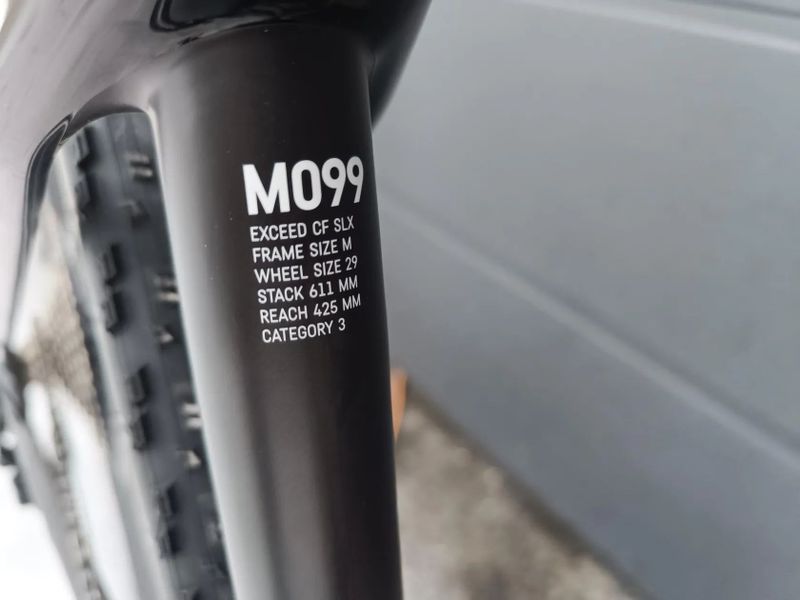 M099
EXCEED CF SLX
FRAME SIZE M
WHEEL SIZE 29
STACK 611 MM
REACH 425 MM
CATEGORY 3